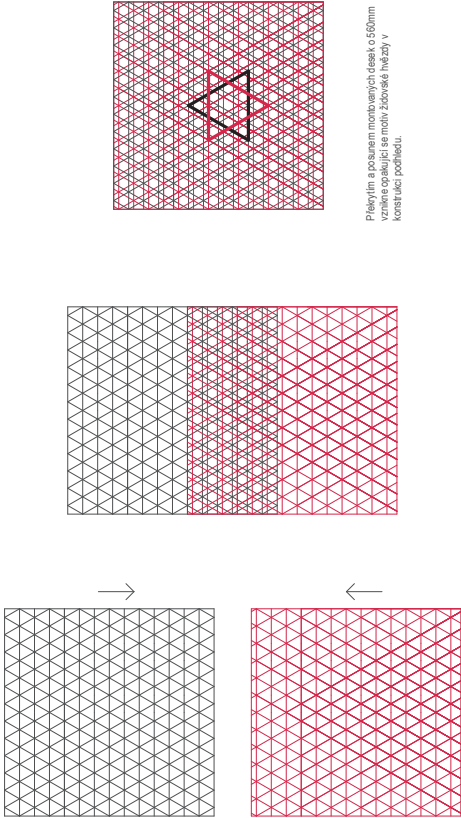 Překrytím a posunem montovaných desek o 560mm
vznikne opakující se motiv židovské hvězdy v
konstrukci podhledu.